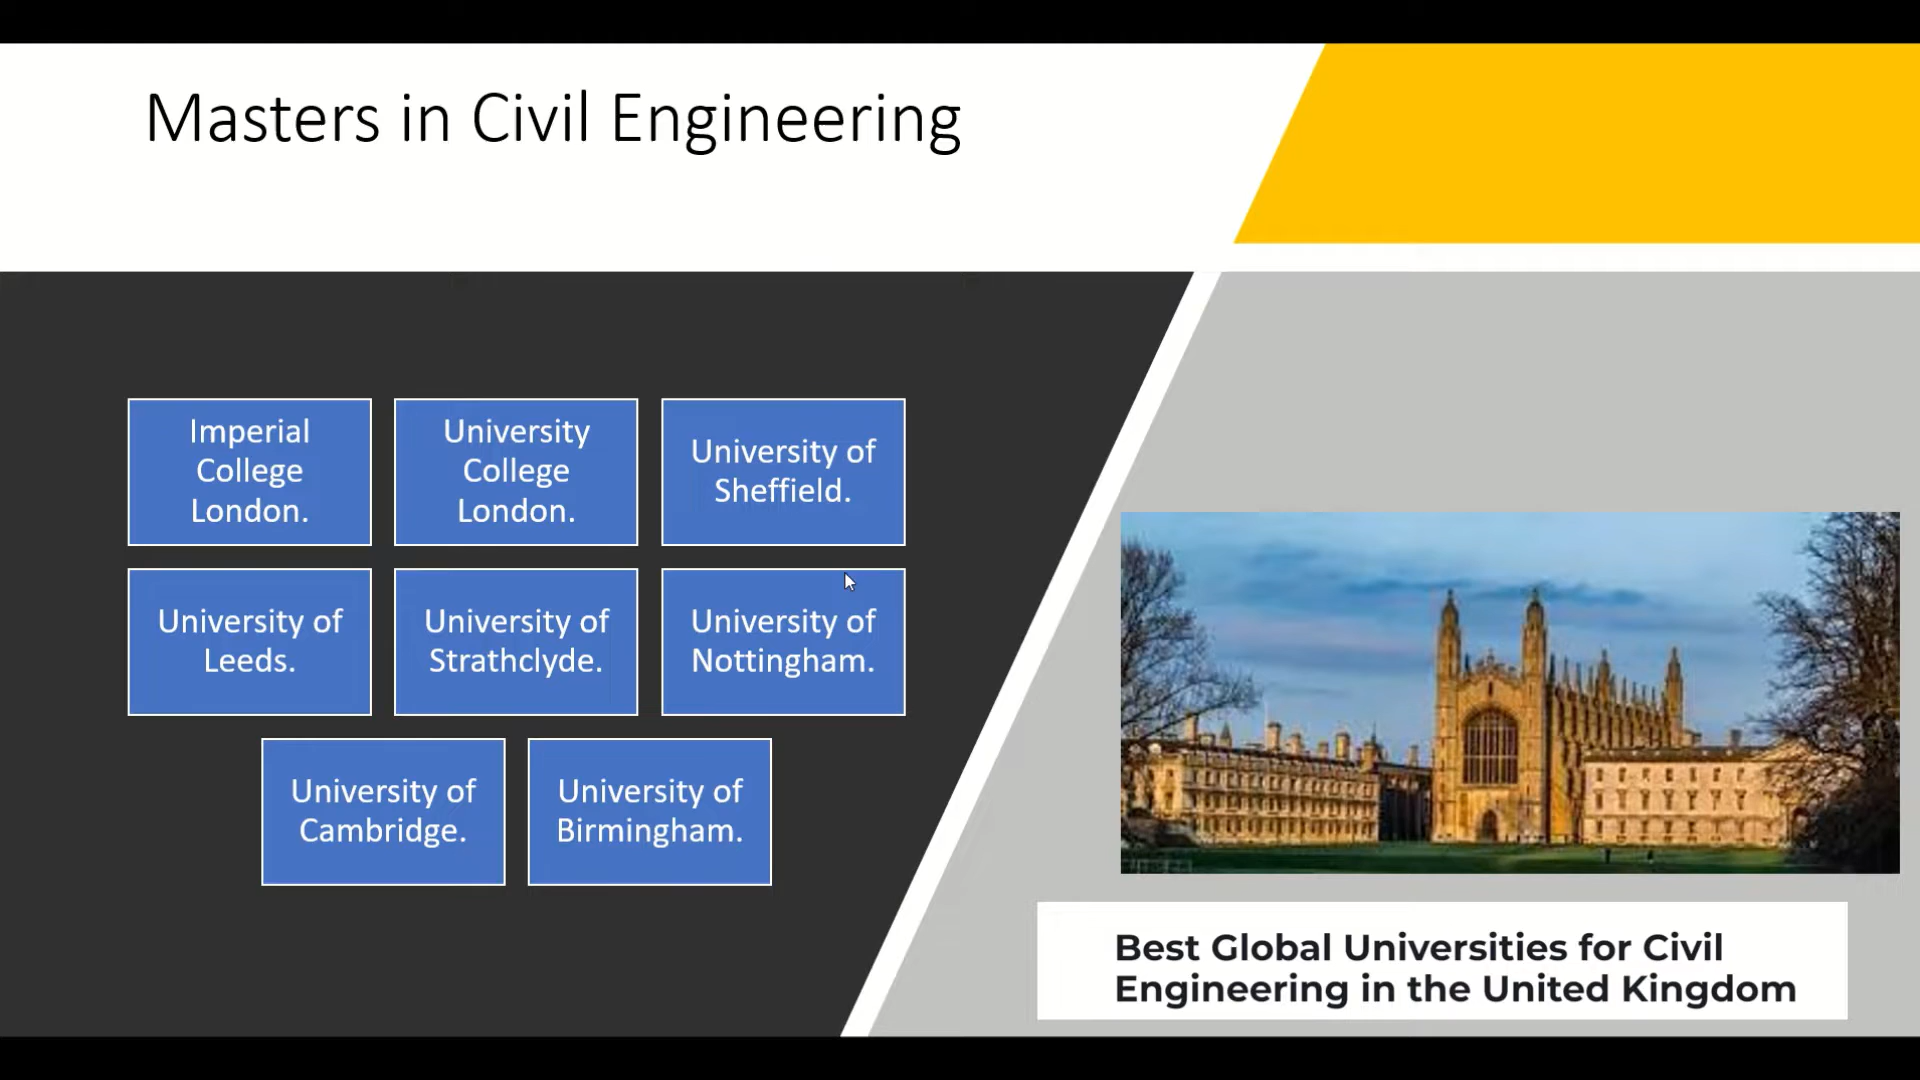 Masters in Civil Engineering
Imperial
College
London.
University
College
London.
University of
Sheffield.
University of
Leeds.
University of
Strathclyde.
University of
Nottingham.
University of
Cambridge.
University of
Birmingham.
Best Global Universities for Civil
Engineering in the United Kingdom